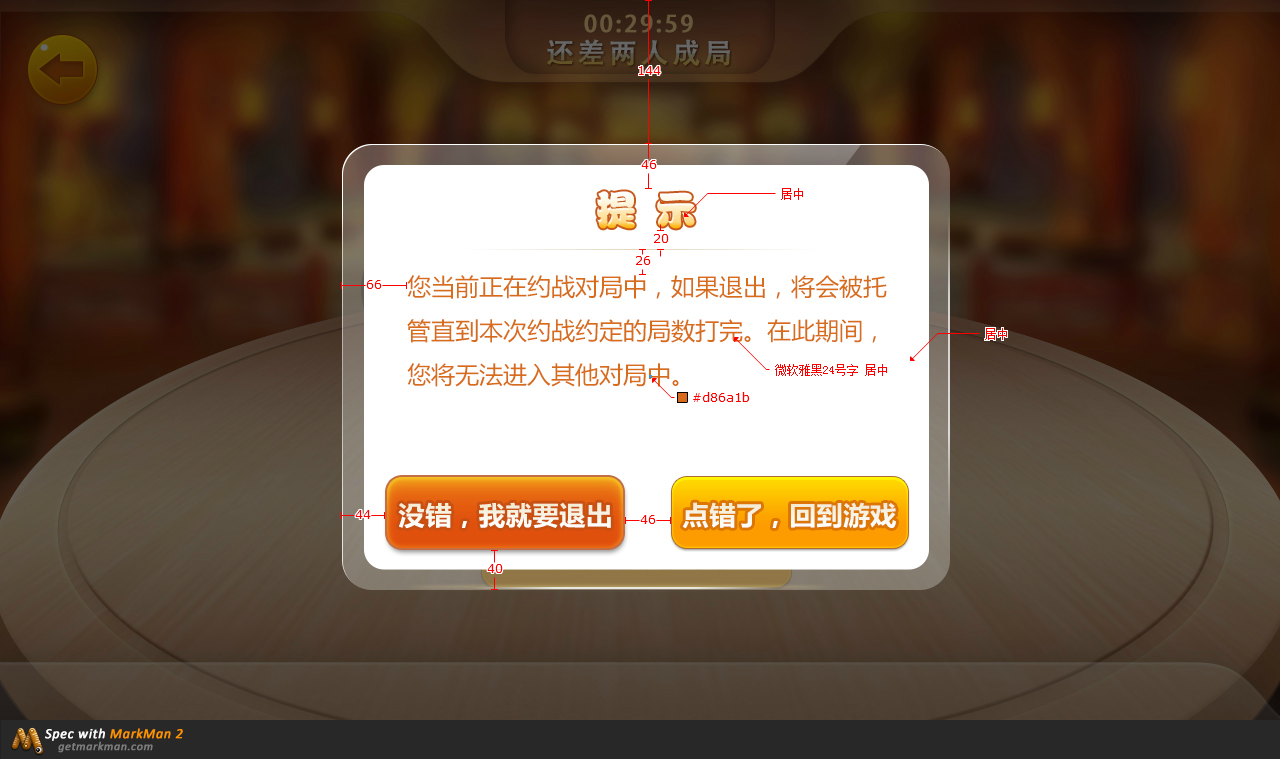 00:29:59
还差两人成局
144
46
提 示
居中
20
26
66
您当前正在约战对局中，如果退出，将会被托
管直到本次约战约定的局数打完。在此期间，
居中
微软雅黑24号字 居中
您将无法进入其他对局中。
#d86a1b
44
没错，我就要退出
46
点错了，回到游戏
40
Spec with MarkMan 2
getmarkman.com